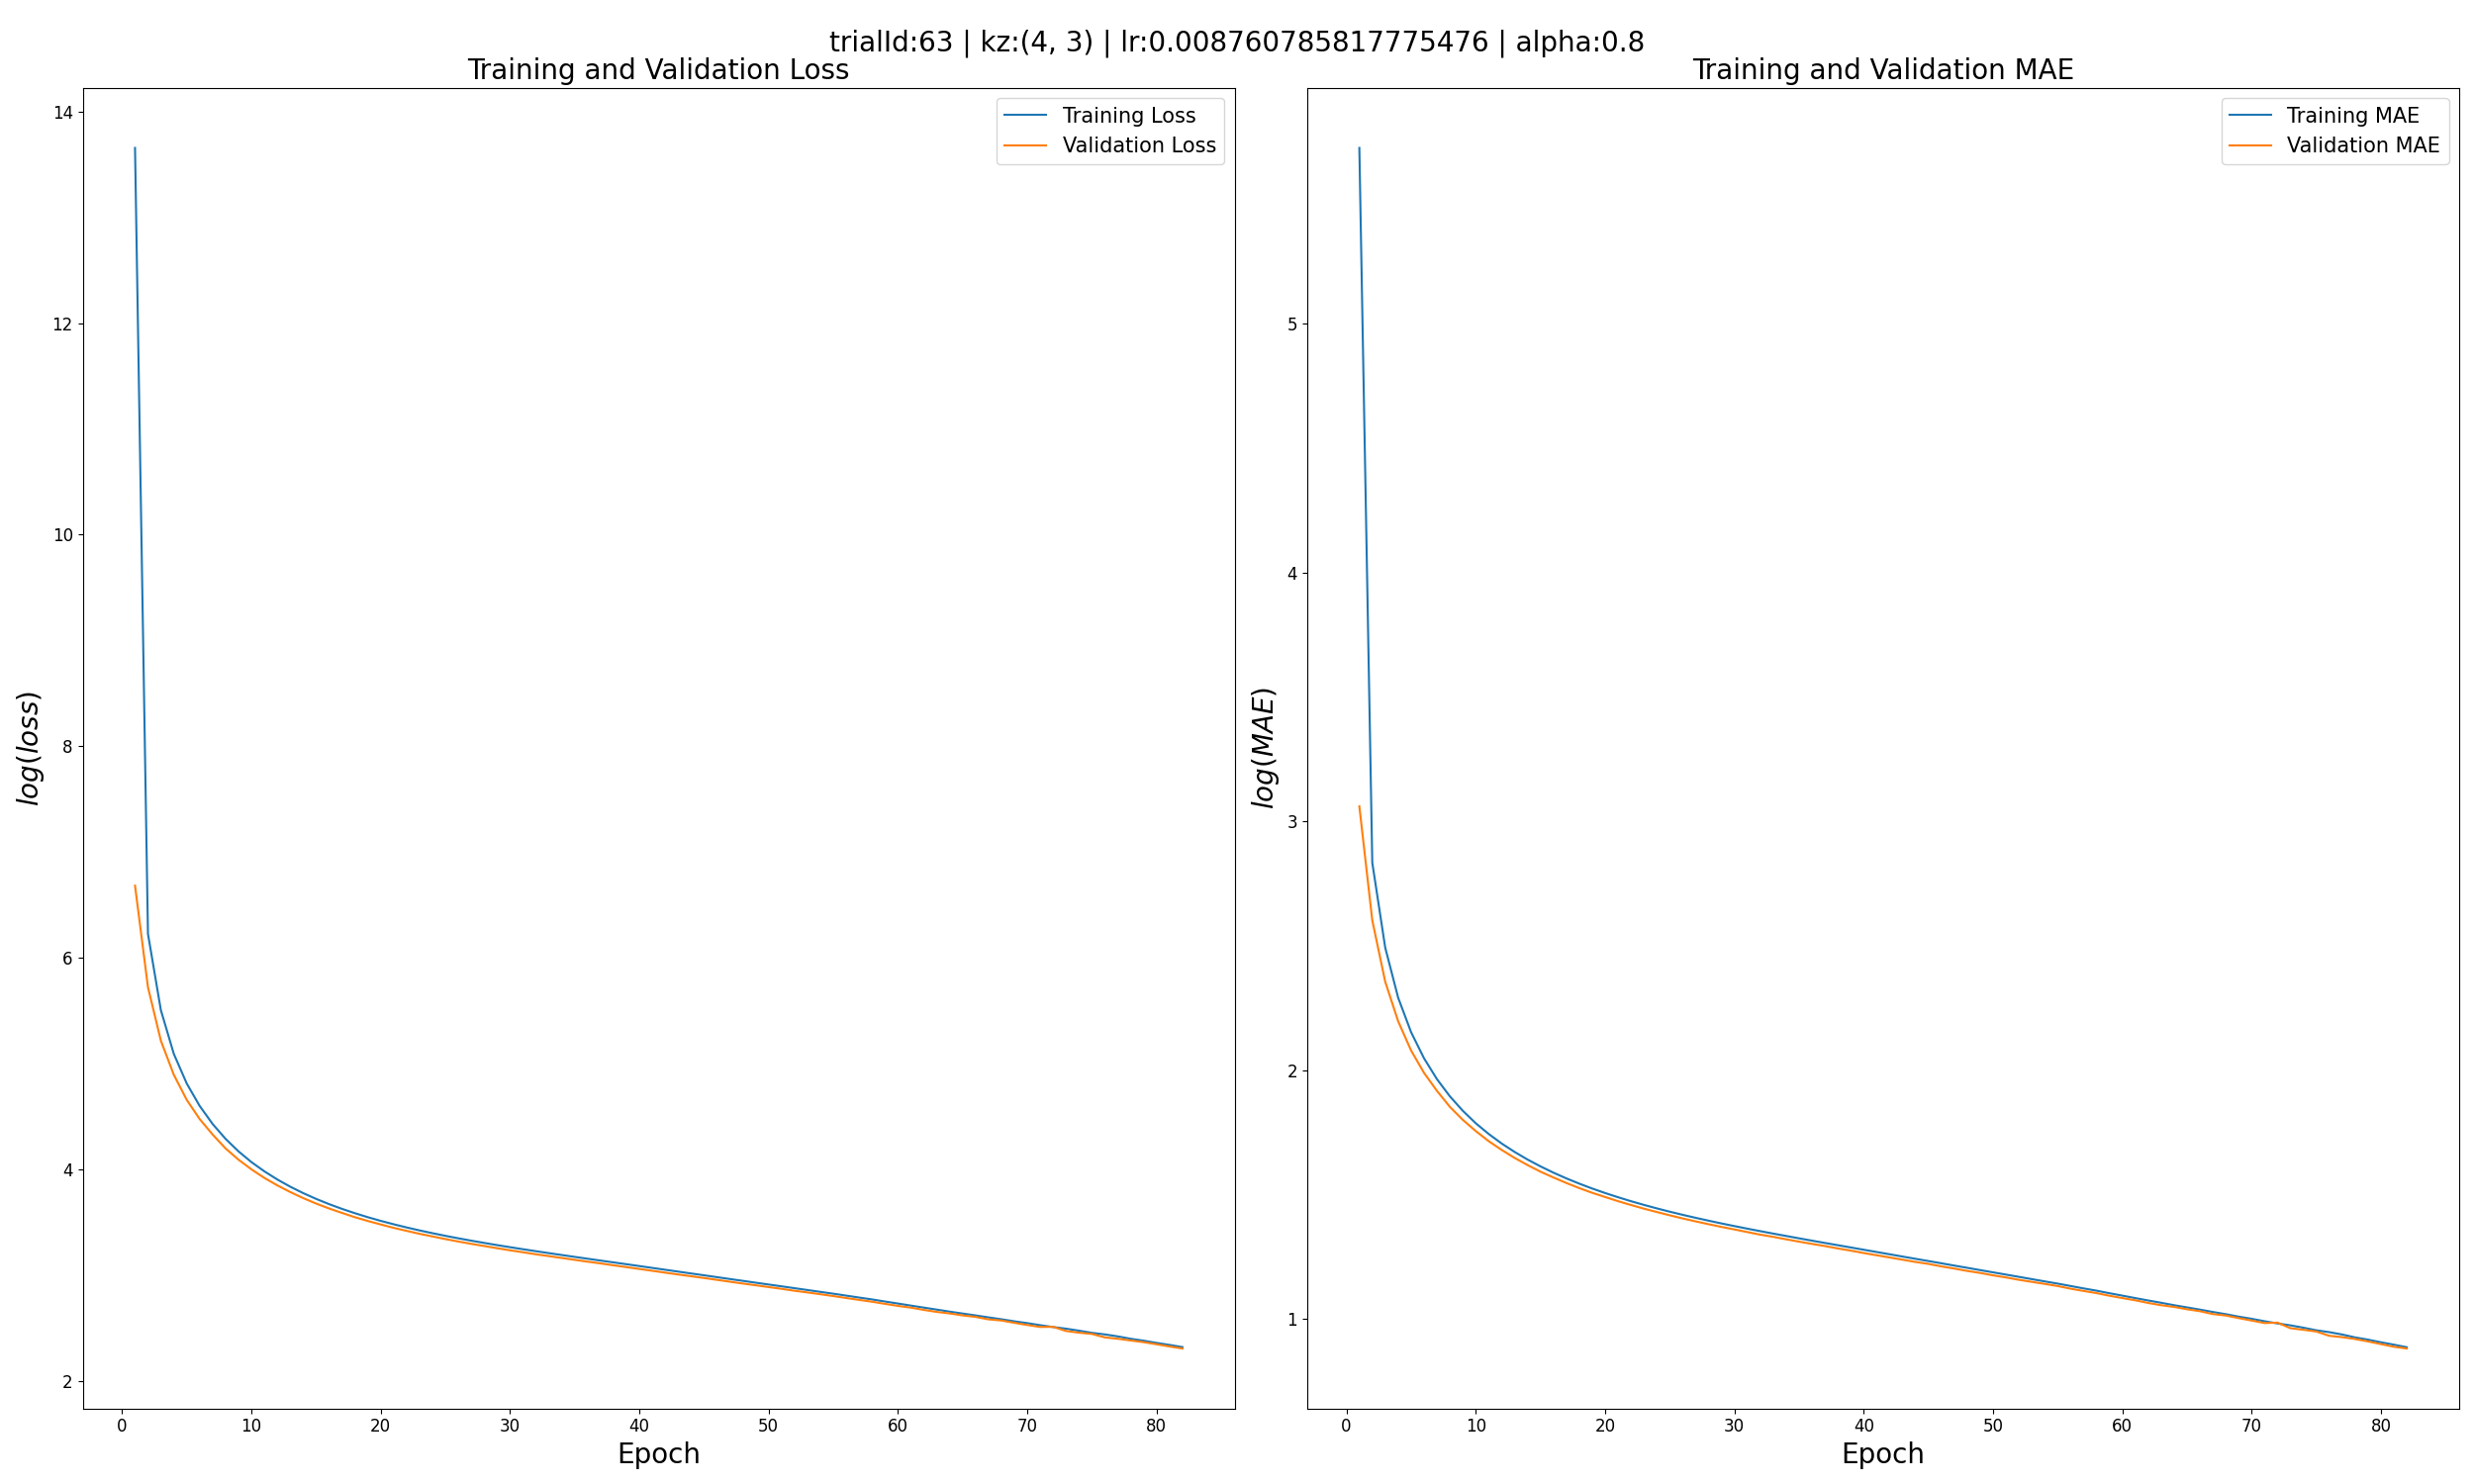 trialId:63 | kz:(4, 3) | lr:0.008760785817775476 | alpha:0.8
Training and Validation Loss
Training Loss
Validation Loss
14
12
10
8
6
4
2
log(loss)
0 10 20 30 40 50 60 70 80
Epoch
Training and Validation MAE
Training MAE
Validation MAE
5
4
3
2
1
log(MAE)
0 10 20 30 40 50 60 70 80
Epoch